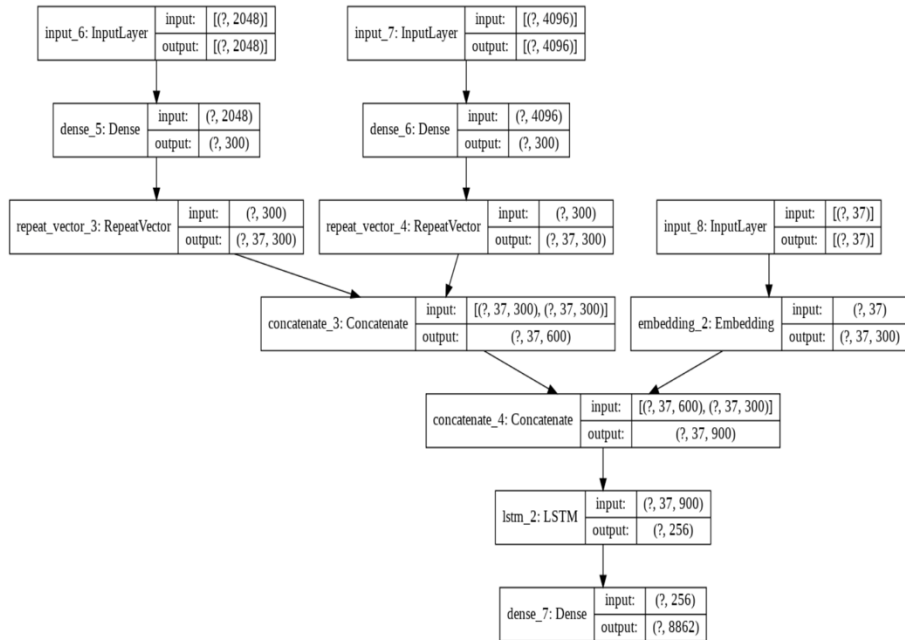 input_6: InputLayer
input: [(?, 2048)]
output: [(?, 2048)]
input_7: InputLayer
input: [(?, 4096)]
output: [(?, 4096)]
dense_5: Dense
input: (?, 2048)
output: (?, 300)
dense_6: Dense
input: (?, 4096)
output: (?, 300)
repeat_vector_3: RepeatVector
input: (?, 300)
output: (?, 37, 300)
repeat_vector_4: RepeatVector
input: (?, 300)
output: (?, 37, 300)
input_8: InputLayer
input: [(?, 37)]
output: [(?, 37)]
concatenate_3: Concatenate
input: [(?, 37, 300), (?, 37, 300)]
output: (?, 37, 600)
embedding_2: Embedding
input: (?, 37)
output: (?, 37, 300)
concatenate_4: Concatenate
input: [(?, 37, 600), (?, 37, 300)]
output: (?, 37, 900)
lstm_2: LSTM
input: (?, 37, 900)
output: (?, 256)
dense_7: Dense
input: (?, 256)
output: (?, 8862)